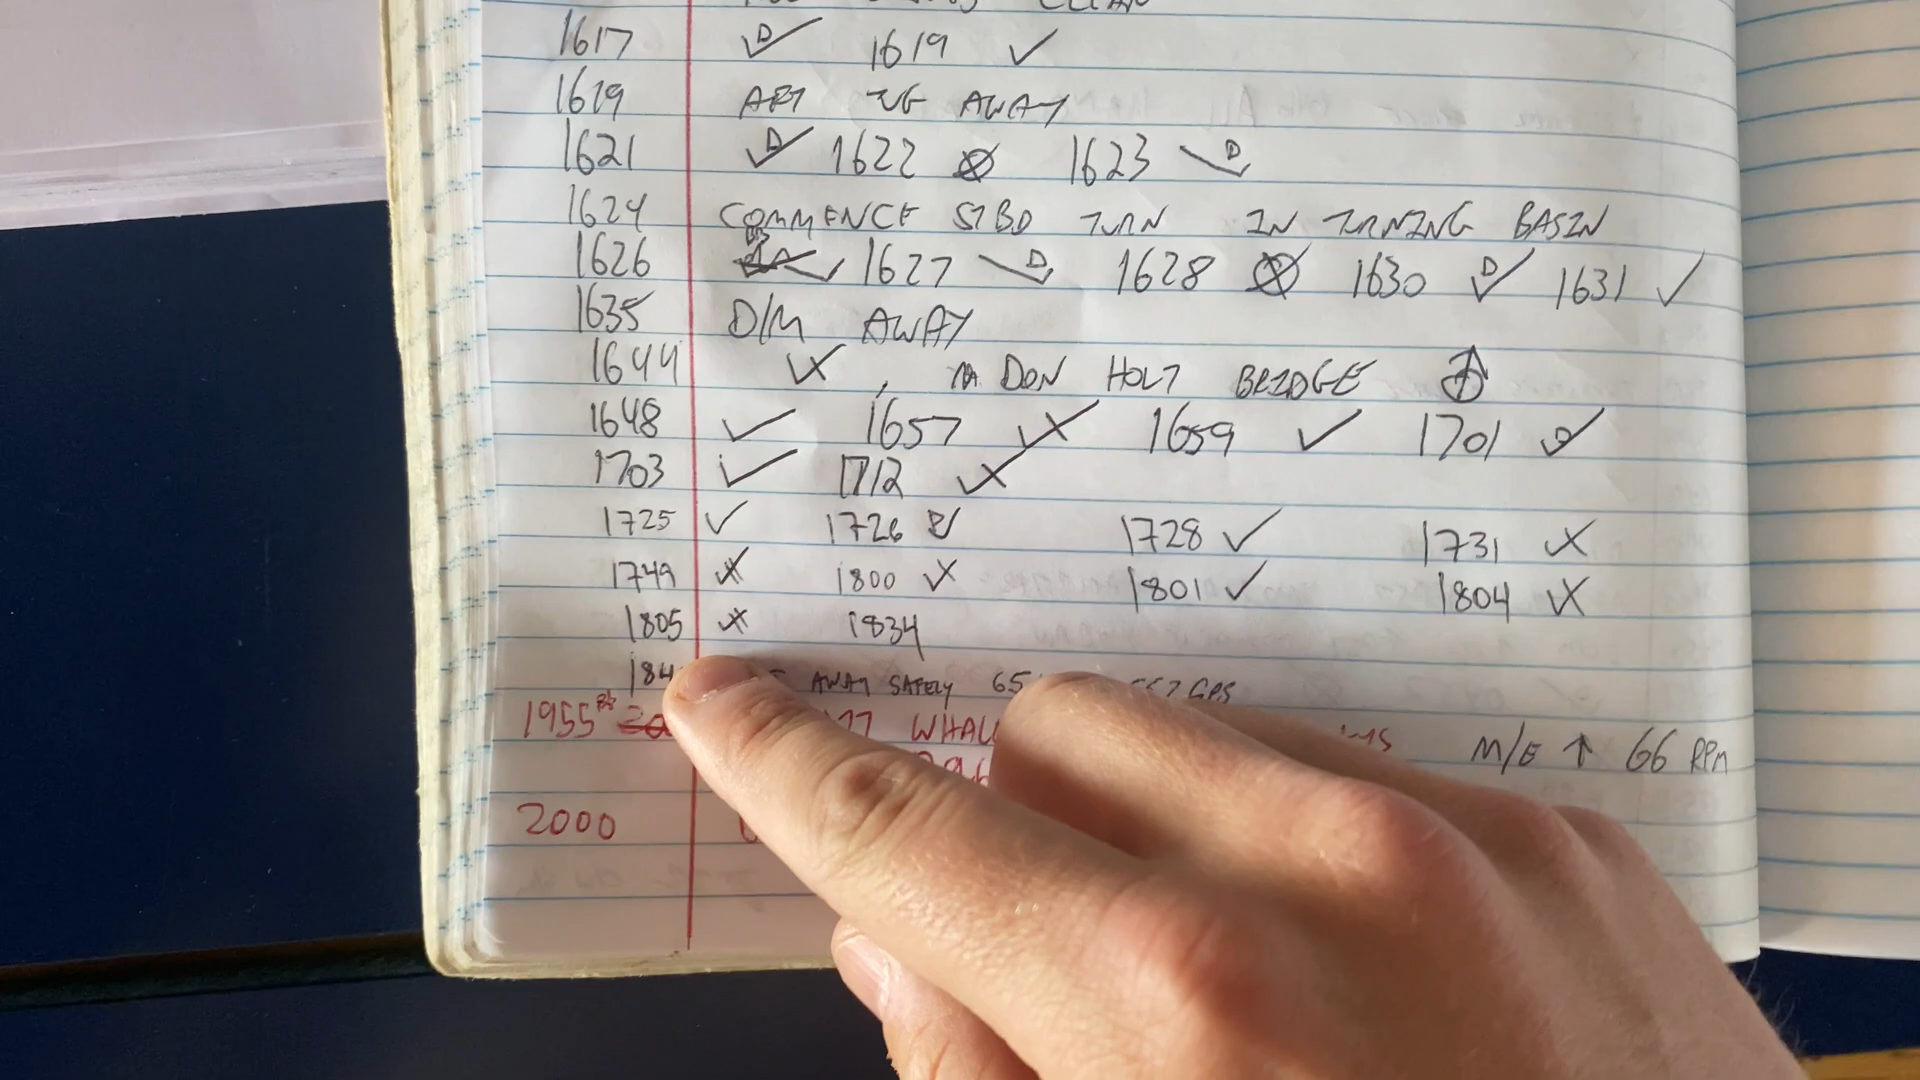 1617 D ✓ 1619 ✓
1619 AFT TUG AWAY
1621 D ✓ 1622 1623 D
1624 COMMENCE STBD TURN IN TURNING BASIN
1626 1627 D 1628 1630 D ✓ 1631 ✓
1635 D/M AWAY
1644 DON HOLT BRIDGE
1648 ✓ 1657 1659 ✓ 1701 D ✓
1703 ✓ 1712
1725 ✓ 1726 1728 ✓ 1731
1749 1800 1801 ✓ 1804
1805 1834
AWAY SAFELY GPS
1955 M/E ↑ 66 RPM
2000